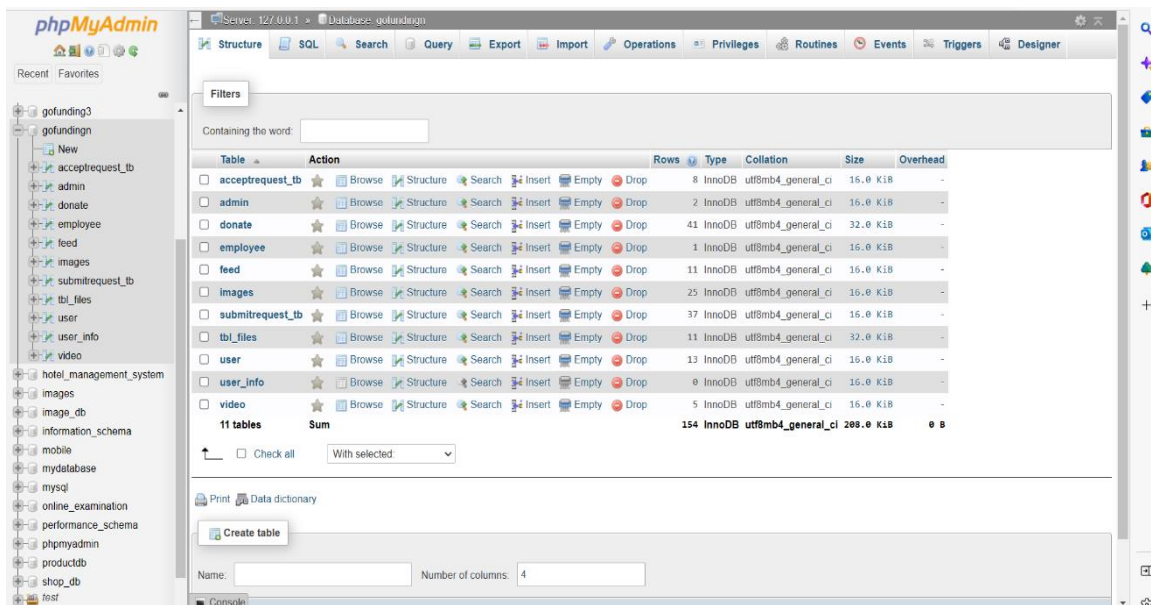 phpMyAdmin
Recent Favorites
gofunding3
gofundingn
New
acceptrequest_tb
admin
donate
employee
feed
images
submitrequest_tb
tbl_files
user
user_info
video
hotel_management_system
images
image_db
information_schema
mobile
mydatabase
mysql
online_examination
performance_schema
phpmyadmin
productdb
shop_db
test
Server: 127.0.0.1 » Database: gofundingn
Structure SQL Search Query Export Import Operations Privileges Routines Events Triggers Designer
Filters
Containing the word:
Table Action Rows Type Collation Size Overhead
acceptrequest_tb Browse Structure Search Insert Empty Drop 8 InnoDB utf8mb4_general_ci 16.0 KiB -
admin Browse Structure Search Insert Empty Drop 2 InnoDB utf8mb4_general_ci 16.0 KiB -
donate Browse Structure Search Insert Empty Drop 41 InnoDB utf8mb4_general_ci 32.0 KiB -
employee Browse Structure Search Insert Empty Drop 1 InnoDB utf8mb4_general_ci 16.0 KiB -
feed Browse Structure Search Insert Empty Drop 11 InnoDB utf8mb4_general_ci 16.0 KiB -
images Browse Structure Search Insert Empty Drop 25 InnoDB utf8mb4_general_ci 16.0 KiB -
submitrequest_tb Browse Structure Search Insert Empty Drop 37 InnoDB utf8mb4_general_ci 16.0 KiB -
tbl_files Browse Structure Search Insert Empty Drop 11 InnoDB utf8mb4_general_ci 32.0 KiB -
user Browse Structure Search Insert Empty Drop 13 InnoDB utf8mb4_general_ci 16.0 KiB -
user_info Browse Structure Search Insert Empty Drop 0 InnoDB utf8mb4_general_ci 16.0 KiB -
video Browse Structure Search Insert Empty Drop 5 InnoDB utf8mb4_general_ci 16.0 KiB -
11 tables Sum 154 InnoDB utf8mb4_general_ci 208.0 KiB 0 B
Check all With selected:
Print Data dictionary
Create table
Name: Number of columns: 4
Console